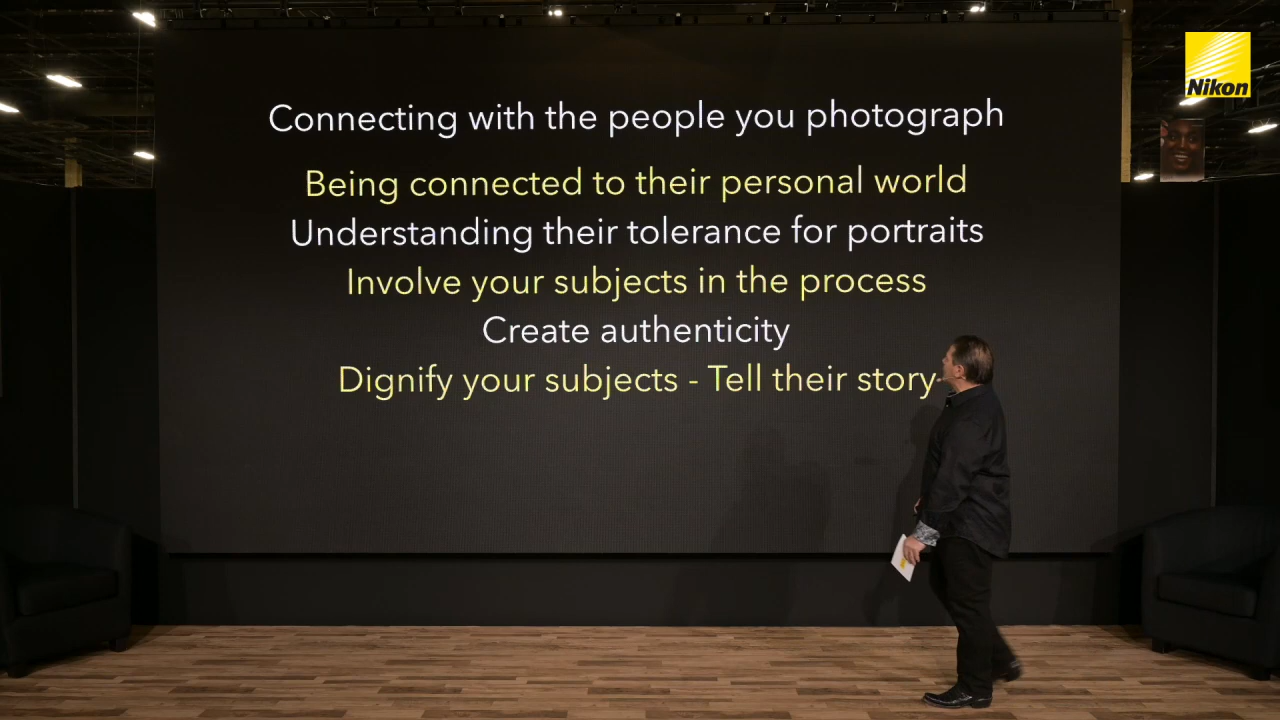 Nikon
Connecting with the people you photograph
Being connected to their personal world
Understanding their tolerance for portraits
Involve your subjects in the process
Create authenticity
Dignify your subjects - Tell their story